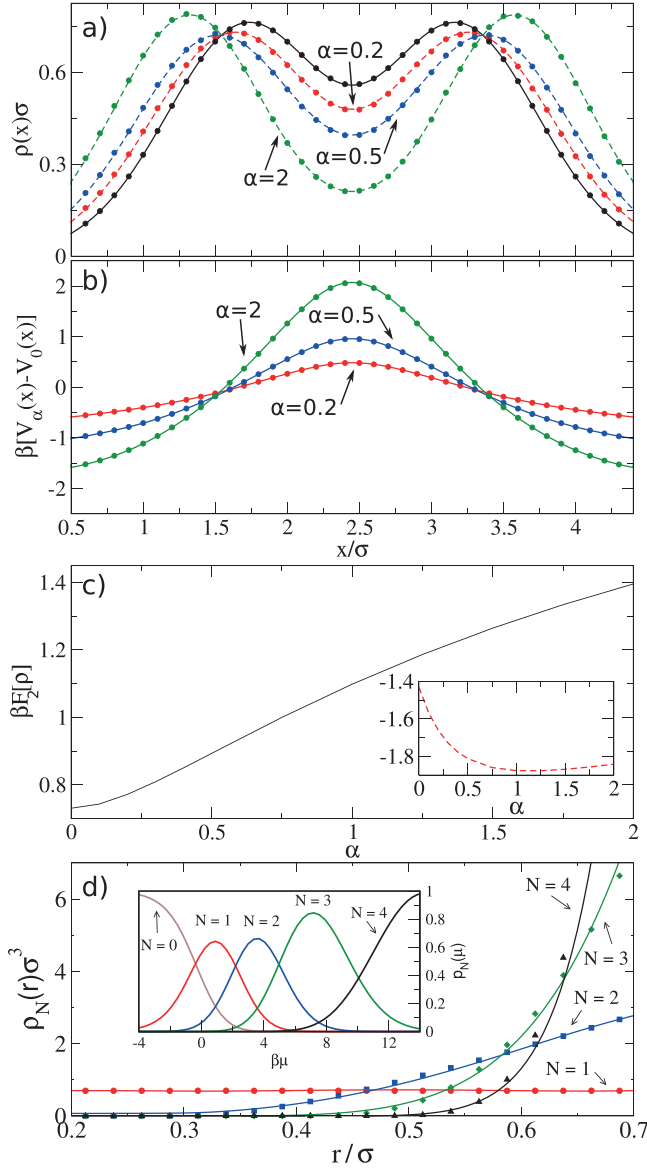 a)
0.6
0.3
0
ρ(x)σ
α=0.2
α=0.5
α=2
b)
2
1
0
-1
-2
β[V_α(x)-V_0(x)]
α=2
α=0.5
α=0.2
0.5 1 1.5 2 2.5 3 3.5 4
x/σ
c)
1.4
1.2
1
0.8
βF_2[ρ]
-1.4
-1.6
-1.8
0 0.5 1 1.5 2
α
0 0.5 1 1.5 2
α
d)
6
4
2
0
ρ_N(r)σ^3
N = 0
N = 1
N = 2
N = 3
N = 4
1
0.8
0.6
0.4
0.2
0
p_N(μ)
-4 0 4 8 12
βμ
N = 4
N = 3
N = 2
N = 1
0.2 0.3 0.4 0.5 0.6 0.7
r/σ